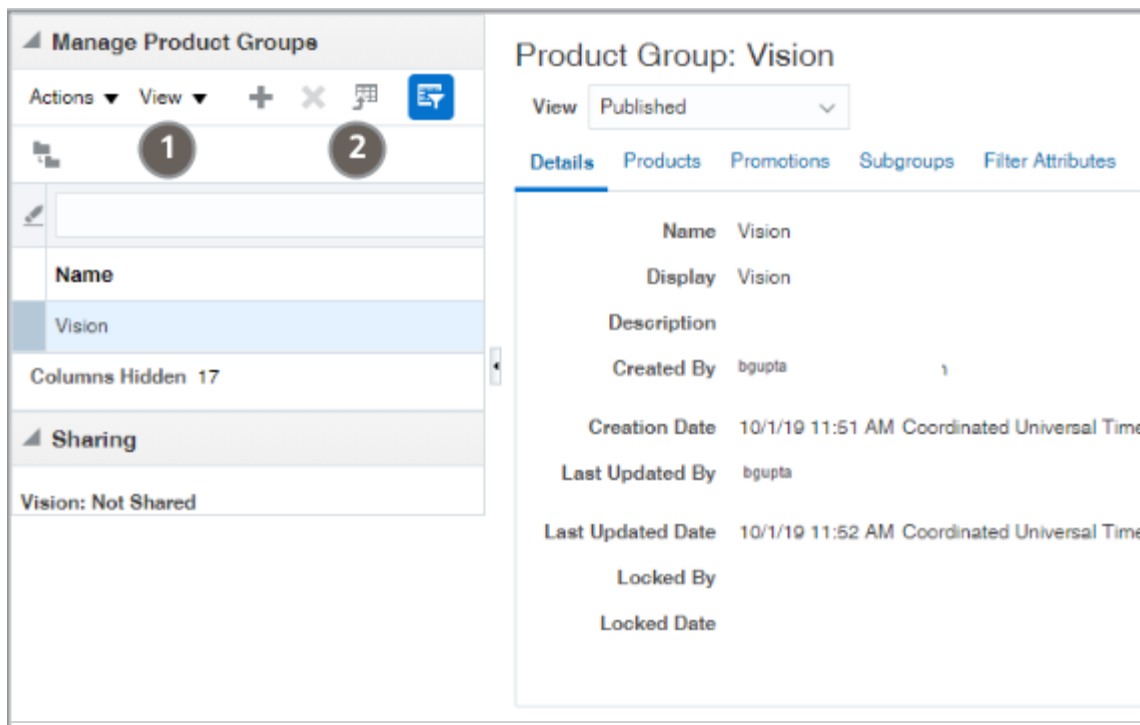 Manage Product Groups
Actions View
1 2
Name
Vision
Columns Hidden 17
Sharing
Vision: Not Shared
Product Group: Vision
View Published
Details Products Promotions Subgroups Filter Attributes
Name Vision
Display Vision
Description
Created By bgupta
Creation Date 10/1/19 11:51 AM Coordinated Universal Time
Last Updated By bgupta
Last Updated Date 10/1/19 11:52 AM Coordinated Universal Time
Locked By
Locked Date